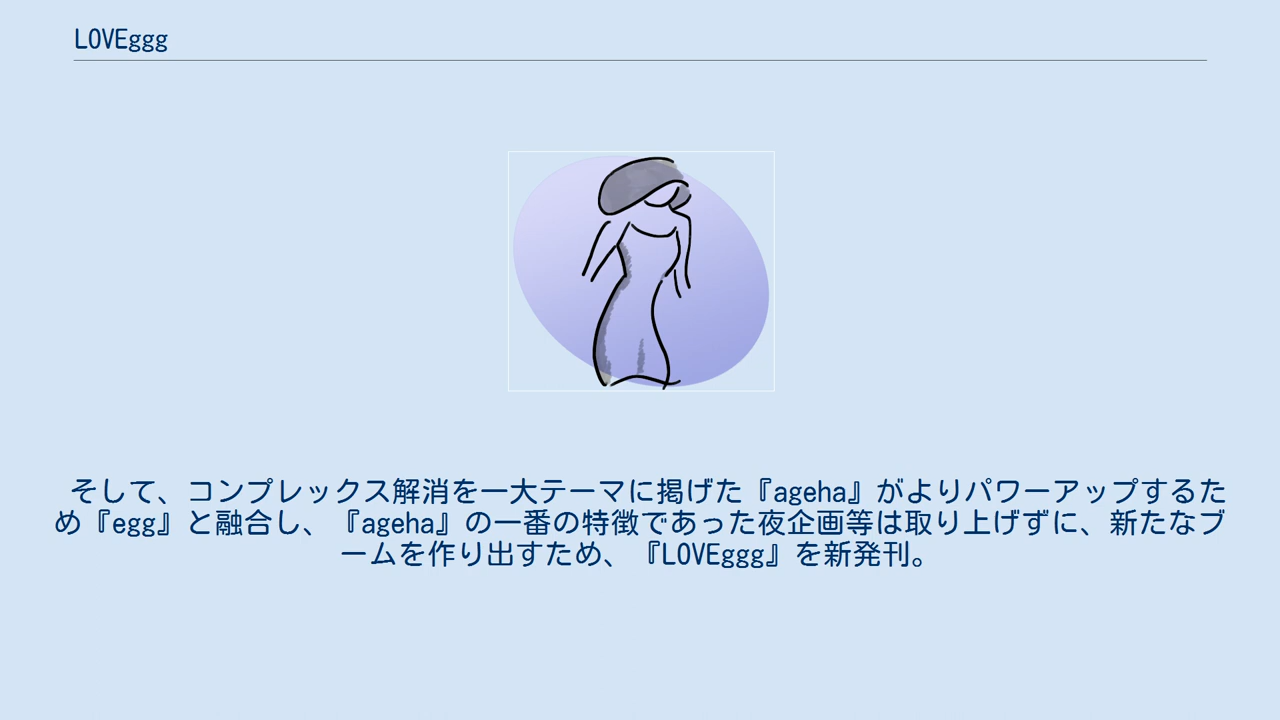 LOVEggg
そして、コンプレックス解消を一大テーマに掲げた『ageha』がよりパワーアップするた
め『egg』と融合し、『ageha』の一番の特徴であった夜企画等は取り上げずに、新たなブ
ームを作り出すため、『LOVEggg』を新発刊。